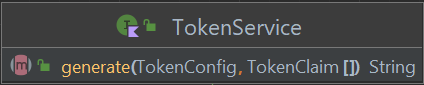 TokenService
generate(TokenConfig, TokenClaim []) String